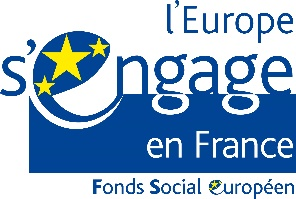 l'Europe
s'engage
en France
Fonds Social européen